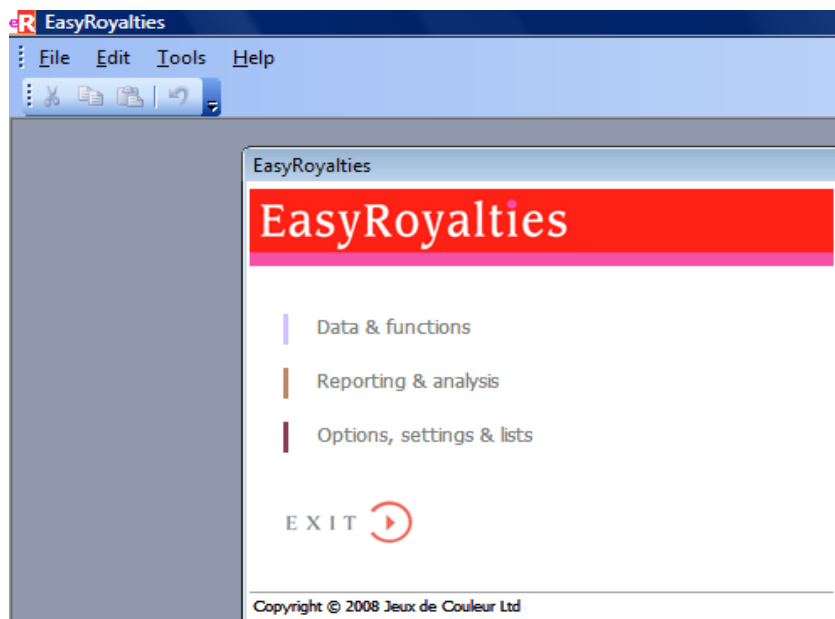 eR EasyRoyalties
File Edit Tools Help
EasyRoyalties
EasyRoyalties
Data & functions
Reporting & analysis
Options, settings & lists
EXIT
Copyright © 2008 Jeux de Couleur Ltd